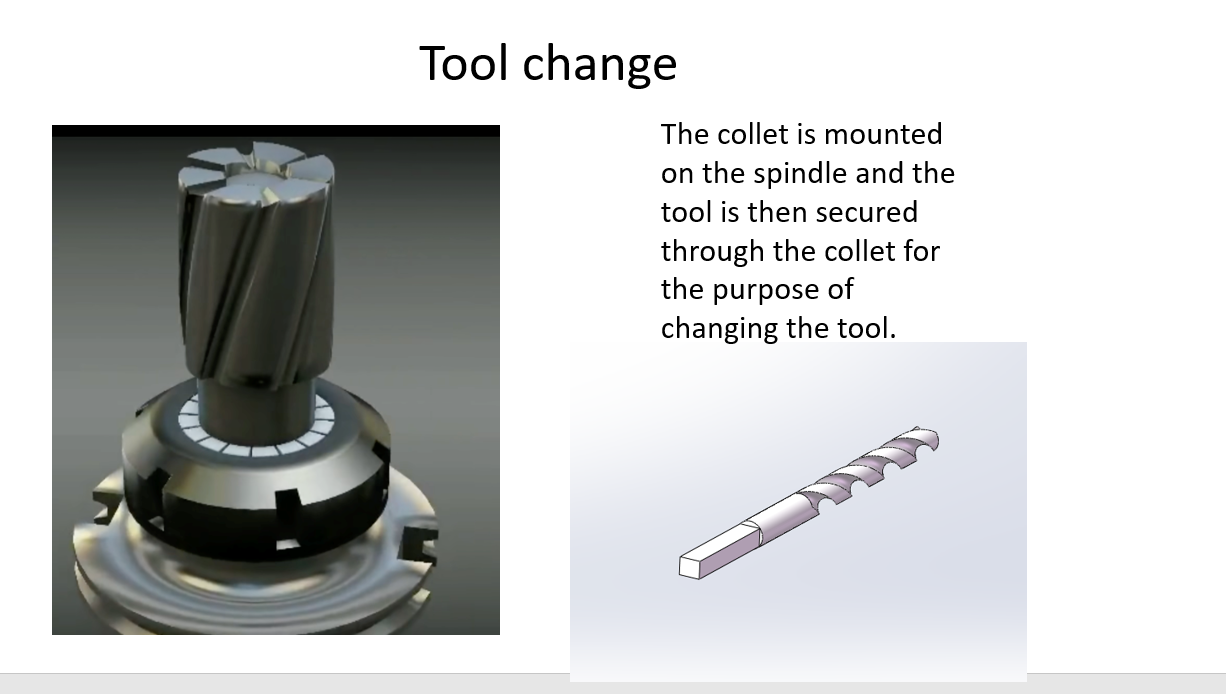 Tool change
The collet is mounted
on the spindle and the
tool is then secured
through the collet for
the purpose of
changing the tool.